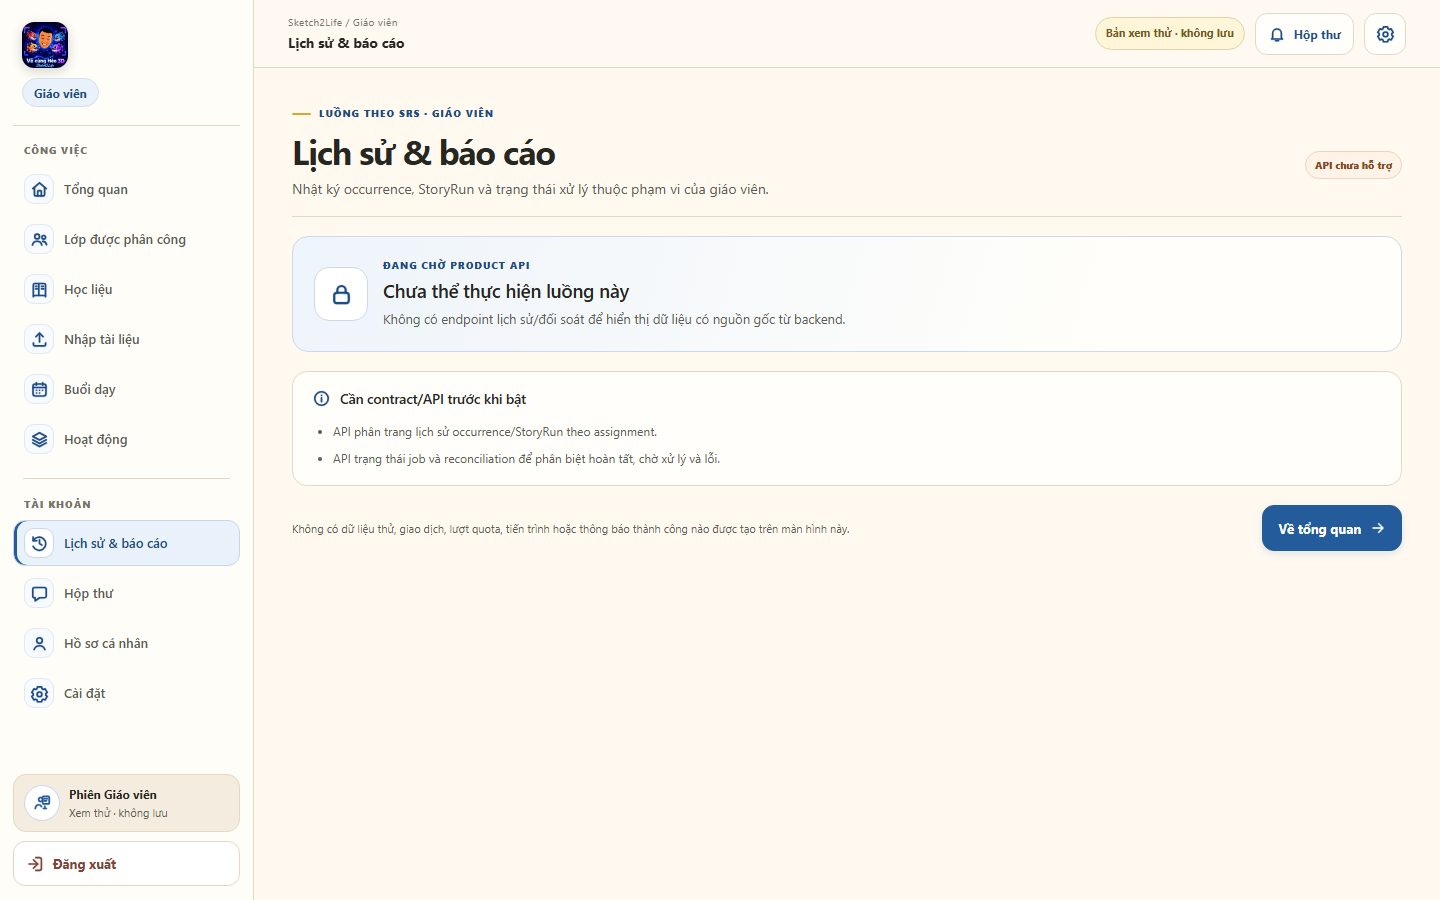 Vẽ cùng Hèo 3D
Giáo viên
CÔNG VIỆC
Tổng quan
Lớp được phân công
Học liệu
Nhập tài liệu
Buổi dạy
Hoạt động
TÀI KHOẢN
Lịch sử & báo cáo
Hộp thư
Hồ sơ cá nhân
Cài đặt
Phiên Giáo viên
Xem thử · không lưu
Đăng xuất
Sketch2Life / Giáo viên
Lịch sử & báo cáo
Bản xem thử · không lưu
Hộp thư
LUỒNG THEO SRS · GIÁO VIÊN
Lịch sử & báo cáo
Nhật ký occurrence, StoryRun và trạng thái xử lý thuộc phạm vi của giáo viên.
API chưa hỗ trợ
ĐANG CHỜ PRODUCT API
Chưa thể thực hiện luồng này
Không có endpoint lịch sử/đối soát để hiển thị dữ liệu có nguồn gốc từ backend.
Cần contract/API trước khi bật
• API phân trang lịch sử occurrence/StoryRun theo assignment.
• API trạng thái job và reconciliation để phân biệt hoàn tất, chờ xử lý và lỗi.
Không có dữ liệu thử, giao dịch, lượt quota, tiến trình hoặc thông báo thành công nào được tạo trên màn hình này.
Về tổng quan →